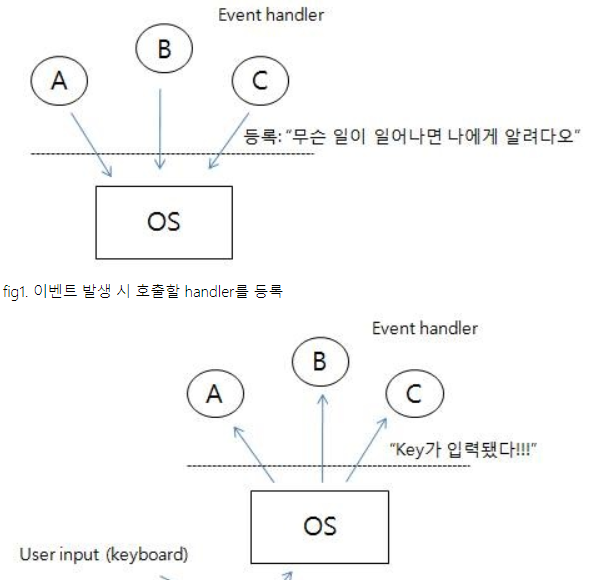 Event handler
B
A
C
등록: “무슨 일이 일어나면 나에게 알려다오”
OS
fig1. 이벤트 발생 시 호출할 handler를 등록
Event handler
B
A
C
“Key가 입력됐다!!!”
OS
User input (keyboard)